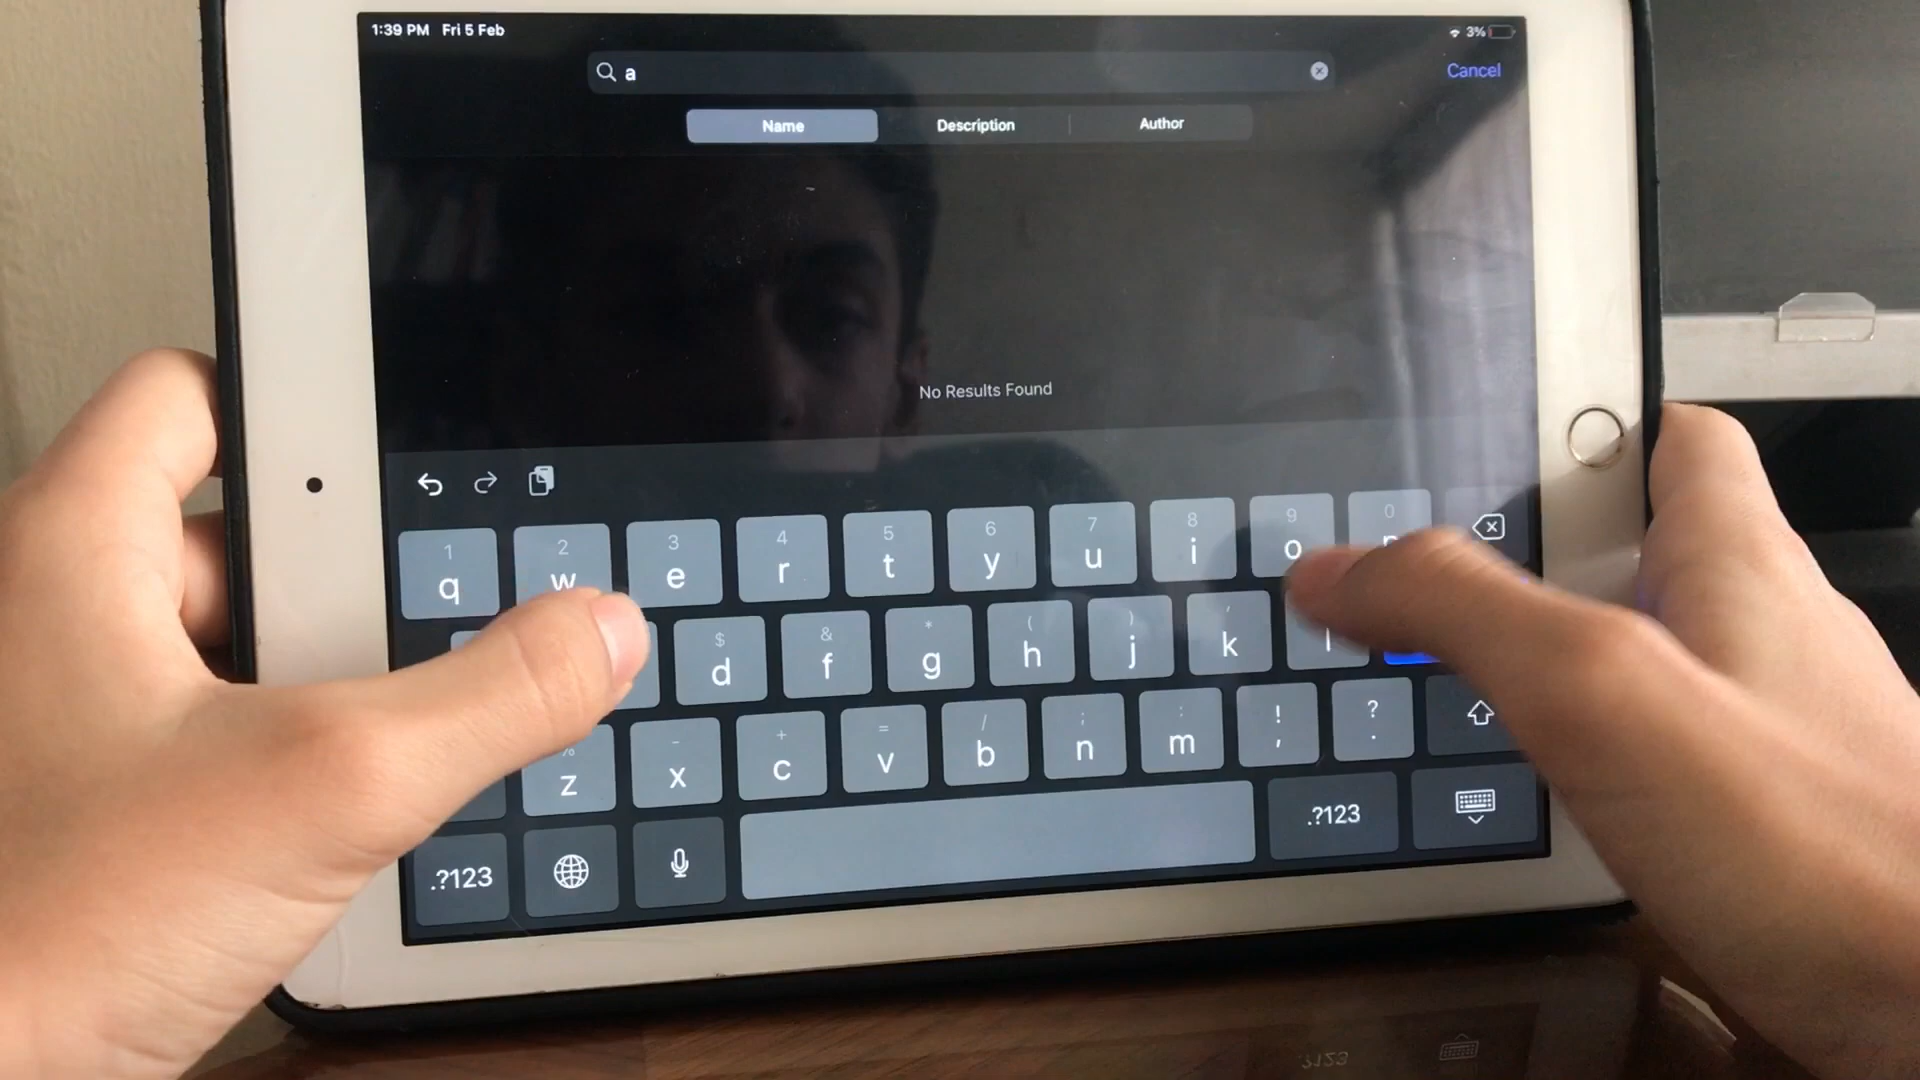 1:39 PM Fri 5 Feb 3%
a Cancel
Name Description Author
No Results Found
1 2 3 4 5 6 7 8 9 0
q w e r t y u i o
$ & * ( ) '
d f g h j k l
% - + = / ; : ! ?
z x c v b n m , .
.?123 .?123
.?123